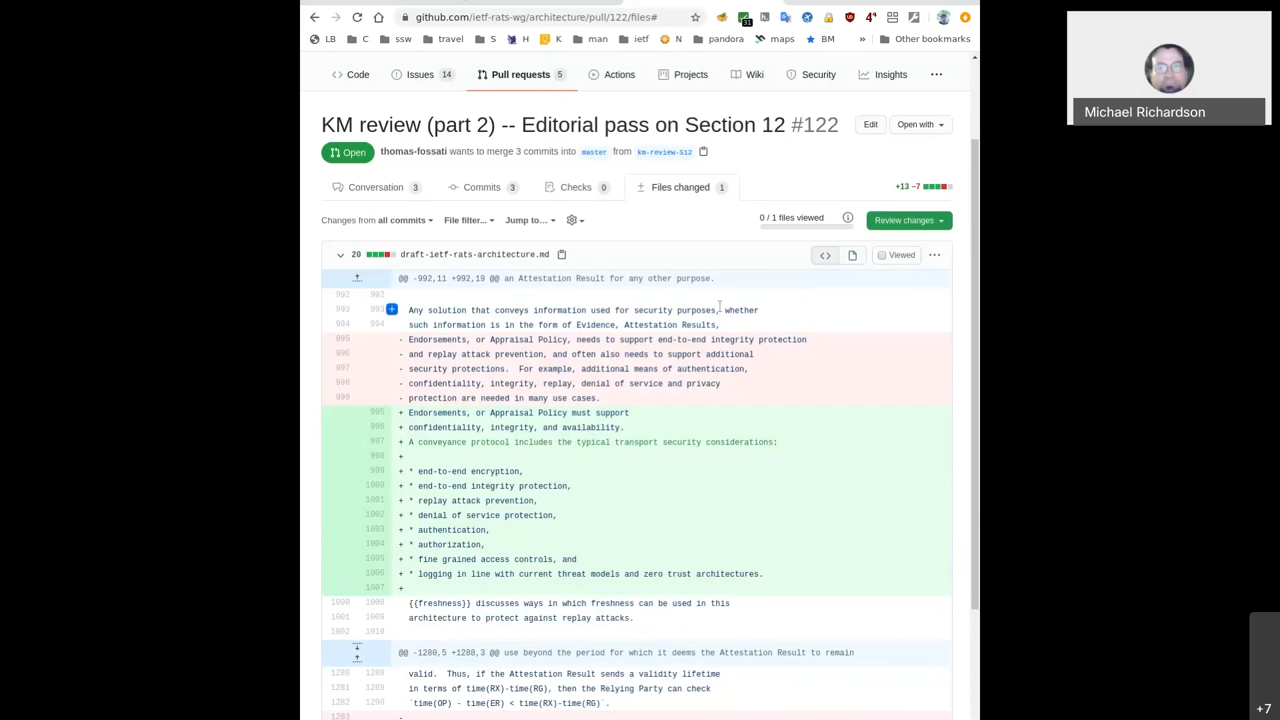 github.com/ietf-rats-wg/architecture/pull/122/files#
31
4°
LB C ssw travel S H K man ietf N pandora maps BM » Other bookmarks
Code Issues 14 Pull requests 5 Actions Projects Wiki Security Insights
KM review (part 2) -- Editorial pass on Section 12 #122
Edit Open with
Open thomas-fossati wants to merge 3 commits into master from km-review-S12
Conversation 3 Commits 3 Checks 0 Files changed 1 +13 −7
Changes from all commits File filter... Jump to... 0 / 1 files viewed Review changes
20 draft-ietf-rats-architecture.md Viewed
@@ -992,11 +992,19 @@ an Attestation Result for any other purpose.
992 992
993 993 Any solution that conveys information used for security purposes, whether
994 994 such information is in the form of Evidence, Attestation Results,
995 - Endorsements, or Appraisal Policy, needs to support end-to-end integrity protection
996 - and replay attack prevention, and often also needs to support additional
997 - security protections.  For example, additional means of authentication,
998 - confidentiality, integrity, replay, denial of service and privacy
999 - protection are needed in many use cases.
995 + Endorsements, or Appraisal Policy must support
996 + confidentiality, integrity, and availability.
997 + A conveyance protocol includes the typical transport security considerations:
998 +
999 + * end-to-end encryption,
1000 + * end-to-end integrity protection,
1001 + * replay attack prevention,
1002 + * denial of service protection,
1003 + * authentication,
1004 + * authorization,
1005 + * fine grained access controls, and
1006 + * logging in line with current threat models and zero trust architectures.
1007 +
1000 1008 {{freshness}} discusses ways in which freshness can be used in this
1001 1009 architecture to protect against replay attacks.
1002 1010
@@ -1280,5 +1288,3 @@ use beyond the period for which it deems the Attestation Result to remain
1280 1288 valid.  Thus, if the Attestation Result sends a validity lifetime
1281 1289 in terms of time(RX)-time(RG), then the Relying Party can check
1282 1290 `time(OP) - time(ER) < time(RX)-time(RG)`.
1283 -
Michael Richardson
+7